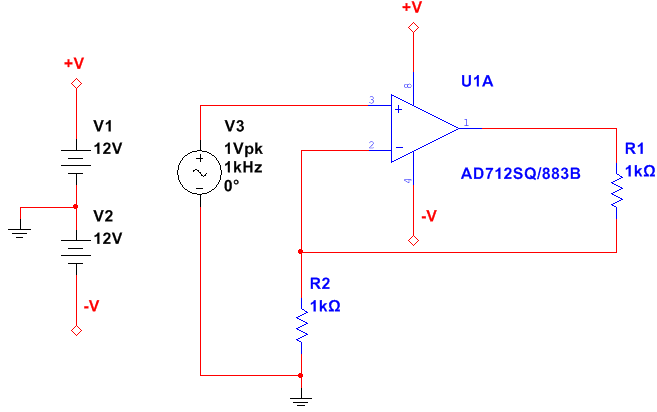 +V
V1
12V
V2
12V
-V
V3
1Vpk
1kHz
0°
+V
8
3
2
1
4
U1A
AD712SQ/883B
-V
R1
1kΩ
R2
1kΩ